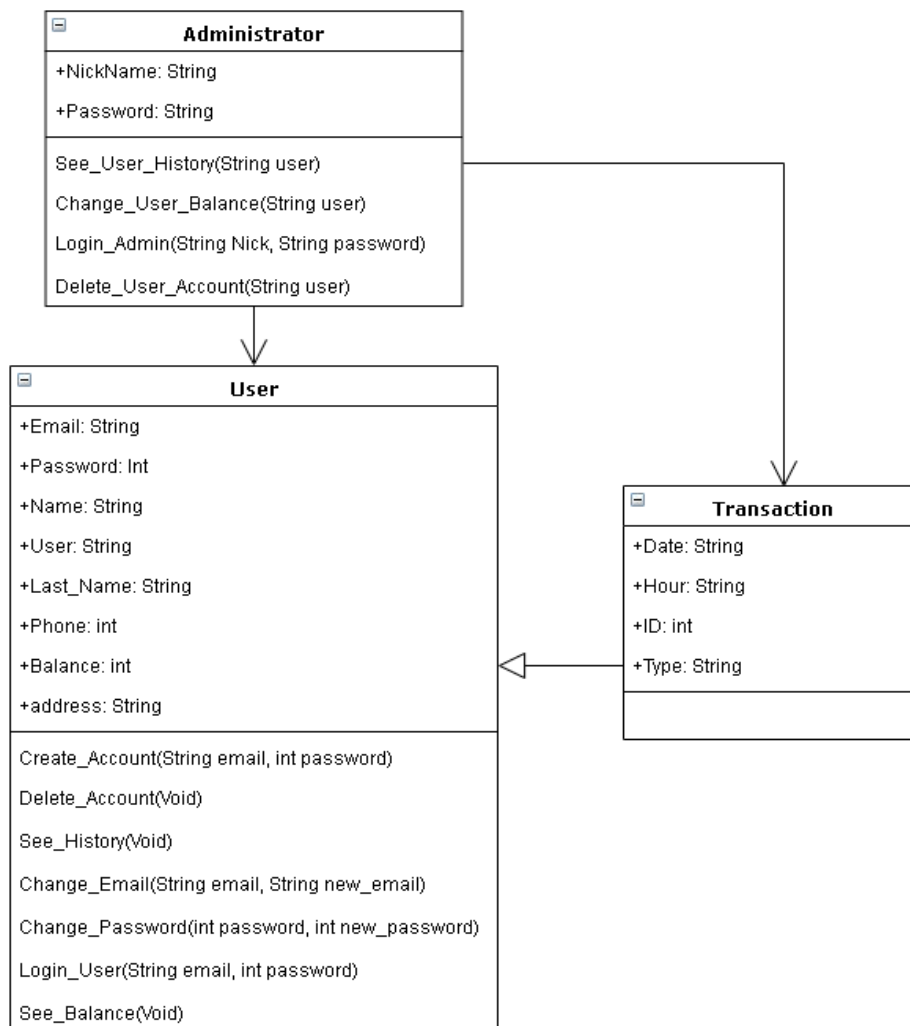 Administrator
+NickName: String
+Password: String
See_User_History(String user)
Change_User_Balance(String user)
Login_Admin(String Nick, String password)
Delete_User_Account(String user)
User
+Email: String
+Password: Int
+Name: String
+User: String
+Last_Name: String
+Phone: int
+Balance: int
+address: String
Create_Account(String email, int password)
Delete_Account(Void)
See_History(Void)
Change_Email(String email, String new_email)
Change_Password(int password, int new_password)
Login_User(String email, int password)
See_Balance(Void)
Transaction
+Date: String
+Hour: String
+ID: int
+Type: String